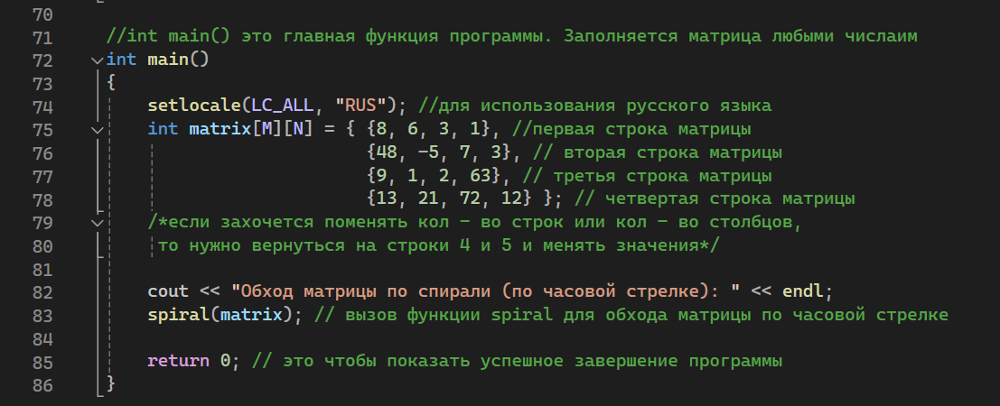 70
71 //int main() это главная функция программы. Заполняется матрица любыми числаим
72 int main()
73 {
74 setlocale(LC_ALL, "RUS"); //для использования русского языка
75 int matrix[M][N] = { {8, 6, 3, 1}, //первая строка матрицы
76 {48, -5, 7, 3}, // вторая строка матрицы
77 {9, 1, 2, 63}, // третья строка матрицы
78 {13, 21, 72, 12} }; // четвертая строка матрицы
79 /*если захочется поменять кол - во строк или кол - во столбцов,
80 то нужно вернуться на строки 4 и 5 и менять значения*/
81
82 cout << "Обход матрицы по спирали (по часовой стрелке): " << endl;
83 spiral(matrix); // вызов функции spiral для обхода матрицы по часовой стрелке
84
85 return 0; // это чтобы показать успешное завершение программы
86 }